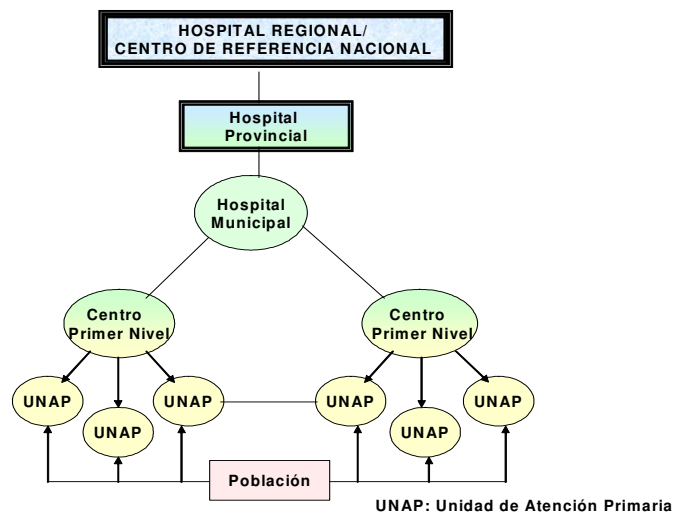 HOSPITAL REGIONAL/
CENTRO DE REFERENCIA NACIONAL
Hospital
Provincial
Hospital
Municipal
Centro
Primer Nivel
Centro
Primer Nivel
UNAP
UNAP
UNAP
UNAP
UNAP
UNAP
Población
UNAP: Unidad de Atención Primaria